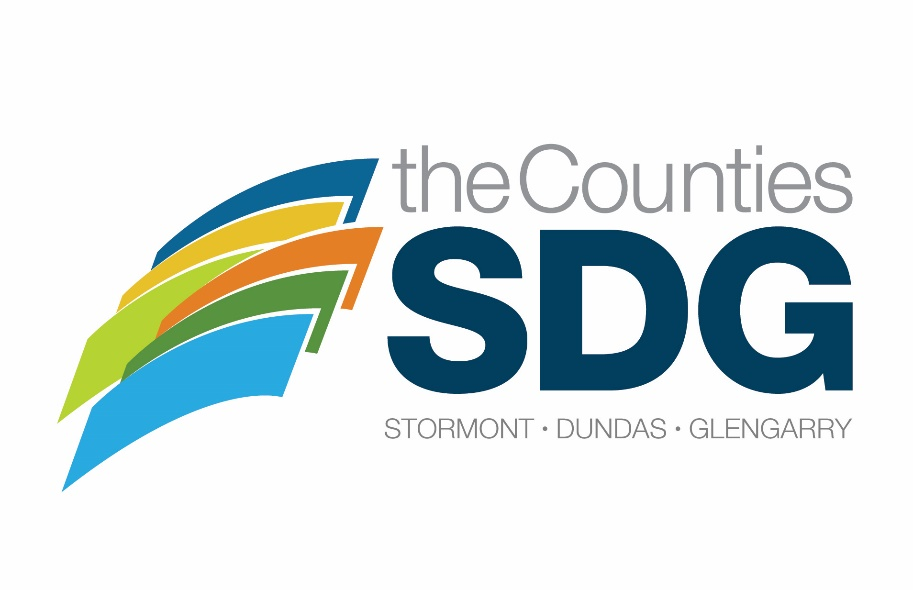 theCounties
SDG
STORMONT • DUNDAS • GLENGARRY